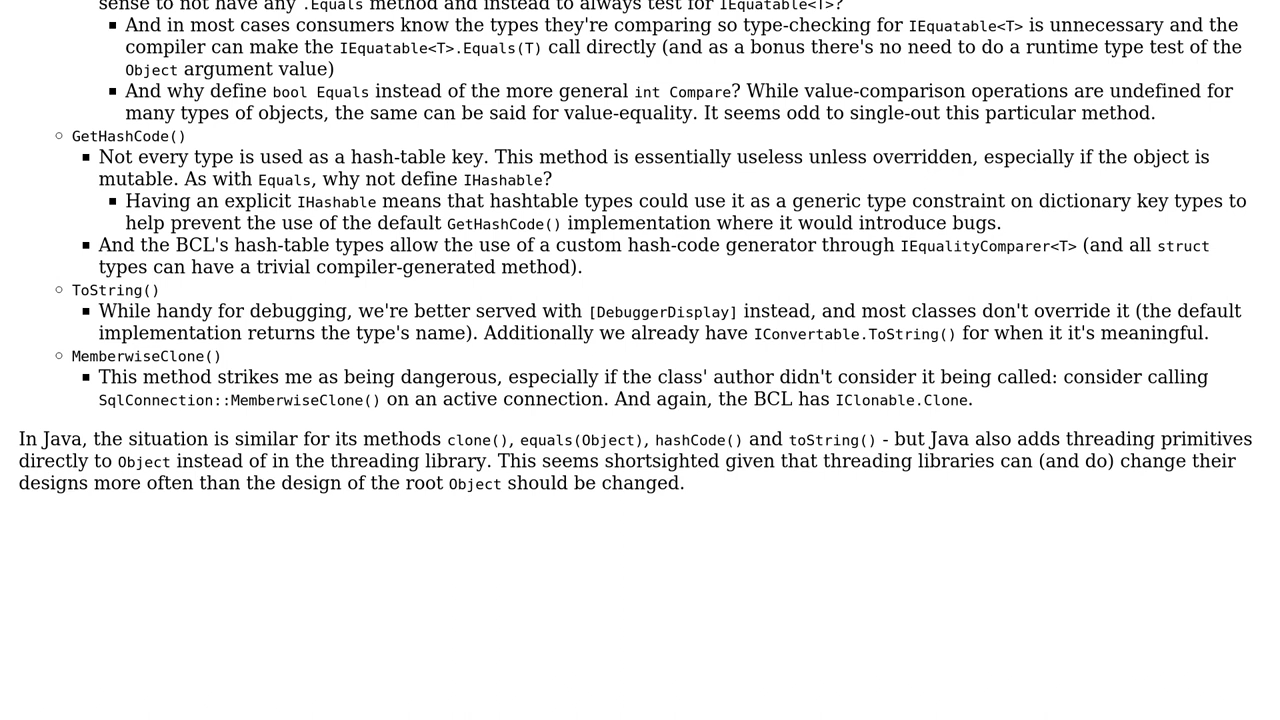 sense to not have any .Equals method and instead to always test for IEquatable<T>?
And in most cases consumers know the types they're comparing so type-checking for IEquatable<T> is unnecessary and the
compiler can make the IEquatable<T>.Equals(T) call directly (and as a bonus there's no need to do a runtime type test of the
Object argument value)
And why define bool Equals instead of the more general int Compare? While value-comparison operations are undefined for
many types of objects, the same can be said for value-equality. It seems odd to single-out this particular method.
GetHashCode()
Not every type is used as a hash-table key. This method is essentially useless unless overridden, especially if the object is
mutable. As with Equals, why not define IHashable?
Having an explicit IHashable means that hashtable types could use it as a generic type constraint on dictionary key types to
help prevent the use of the default GetHashCode() implementation where it would introduce bugs.
And the BCL's hash-table types allow the use of a custom hash-code generator through IEqualityComparer<T> (and all struct
types can have a trivial compiler-generated method).
ToString()
While handy for debugging, we're better served with [DebuggerDisplay] instead, and most classes don't override it (the default
implementation returns the type's name). Additionally we already have IConvertable.ToString() for when it it's meaningful.
MemberwiseClone()
This method strikes me as being dangerous, especially if the class' author didn't consider it being called: consider calling
SqlConnection::MemberwiseClone() on an active connection. And again, the BCL has IClonable.Clone.
In Java, the situation is similar for its methods clone(), equals(Object), hashCode() and toString() - but Java also adds threading primitives
directly to Object instead of in the threading library. This seems shortsighted given that threading libraries can (and do) change their
designs more often than the design of the root Object should be changed.